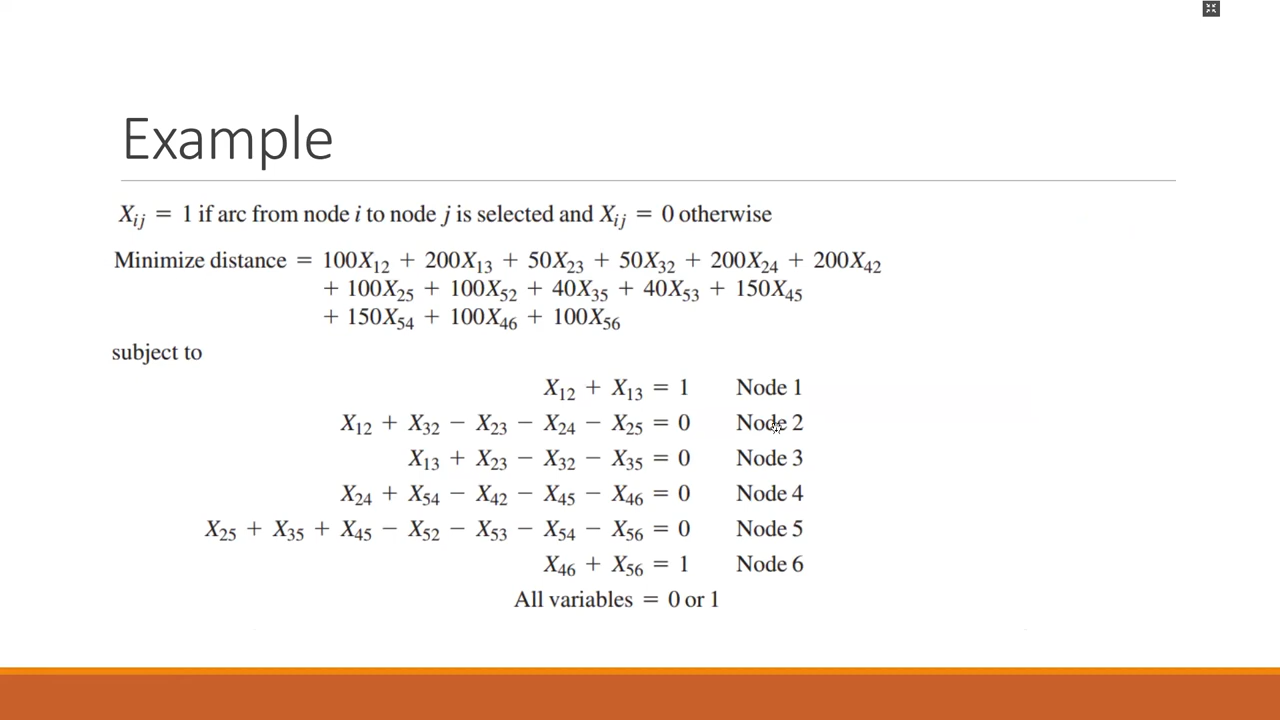 Example
Xij = 1 if arc from node i to node j is selected and Xij = 0 otherwise
Minimize distance = 100X12 + 200X13 + 50X23 + 50X32 + 200X24 + 200X42
+ 100X25 + 100X52 + 40X35 + 40X53 + 150X45
+ 150X54 + 100X46 + 100X56
subject to
X12 + X13 = 1 Node 1
X12 + X32 − X23 − X24 − X25 = 0 Node 2
X13 + X23 − X32 − X35 = 0 Node 3
X24 + X54 − X42 − X45 − X46 = 0 Node 4
X25 + X35 + X45 − X52 − X53 − X54 − X56 = 0 Node 5
X46 + X56 = 1 Node 6
All variables = 0 or 1